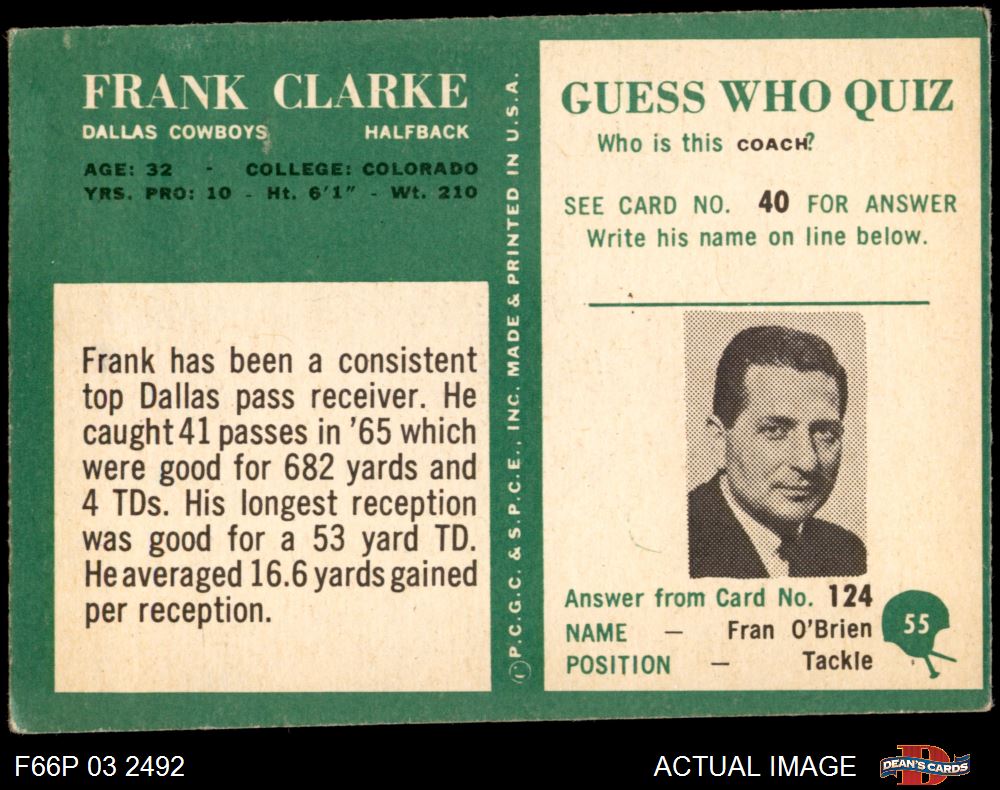 FRANK CLARKE
DALLAS COWBOYS HALFBACK
AGE: 32 - COLLEGE: COLORADO
YRS. PRO: 10 - Ht. 6'1" - Wt. 210
Frank has been a consistent
top Dallas pass receiver. He
caught 41 passes in '65 which
were good for 682 yards and
4 TDs. His longest reception
was good for a 53 yard TD.
He averaged 16.6 yards gained
per reception.
©P.C.G.C. & S.P.C.E., INC. MADE & PRINTED IN U.S.A.
GUESS WHO QUIZ
Who is this COACH?
SEE CARD NO. 40 FOR ANSWER
Write his name on line below.
Answer from Card No. 124
NAME — Fran O'Brien
POSITION — Tackle
55
F66P 03 2492
ACTUAL IMAGE
D
DEAN'S CARDS